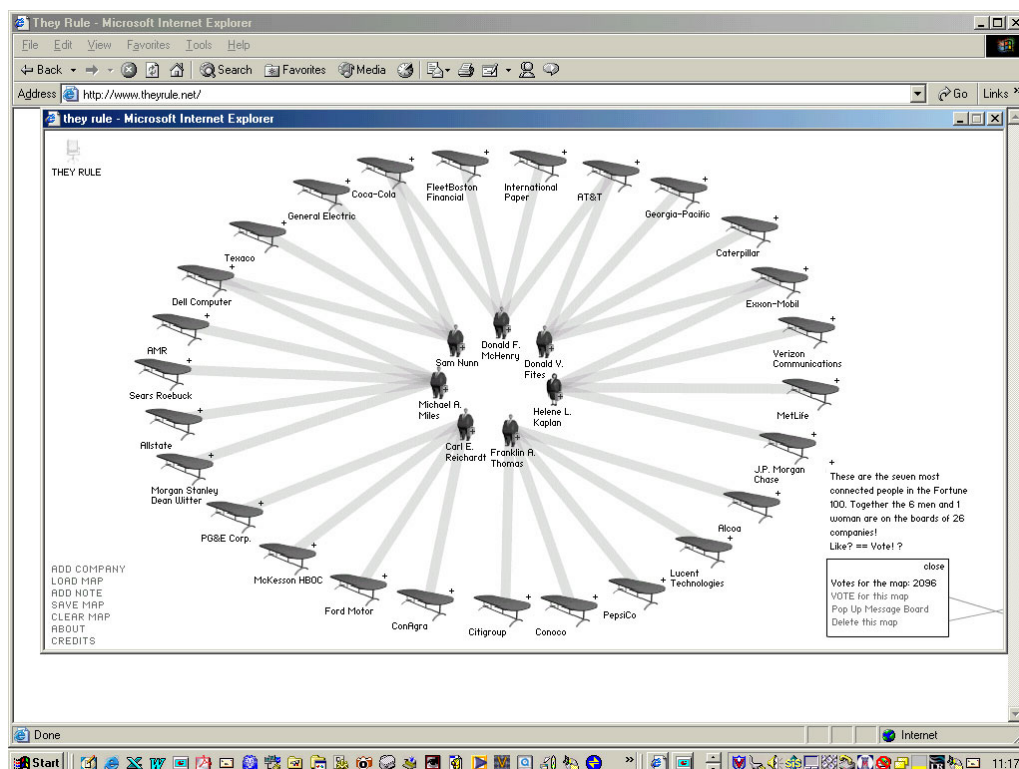 They Rule - Microsoft Internet Explorer
File Edit View Favorites Tools Help
Back Search Favorites Media
Address http://www.theyrule.net/ Go Links »
they rule - Microsoft Internet Explorer
THEY RULE
Coca-Cola
FleetBoston
Financial
International
Paper
AT&T
Georgia-Pacific
General Electric
Caterpillar
Texaco
Exxon-Mobil
Dell Computer
Verizon
Communications
AMR
MetLife
Sears Roebuck
J.P. Morgan
Chase
Allstate
Alcoa
Morgan Stanley
Dean Witter
Lucent
Technologies
PG&E Corp.
PepsiCo
McKesson HBOC
Conoco
Ford Motor
Citigroup
ConAgra
Sam Nunn
Donald F.
McHenry
Donald V.
Fites
Michael A.
Miles
Helene L.
Kaplan
Carl E.
Reichardt
Franklin A.
Thomas
These are the seven most
connected people in the Fortune
100. Together the 6 men and 1
woman are on the boards of 26
companies!
Like? == Vote! ?
close
Votes for the map: 2096
VOTE for this map
Pop Up Message Board
Delete this map
ADD COMPANY
LOAD MAP
ADD NOTE
SAVE MAP
CLEAR MAP
ABOUT
CREDITS
Done Internet
Start » 11:17